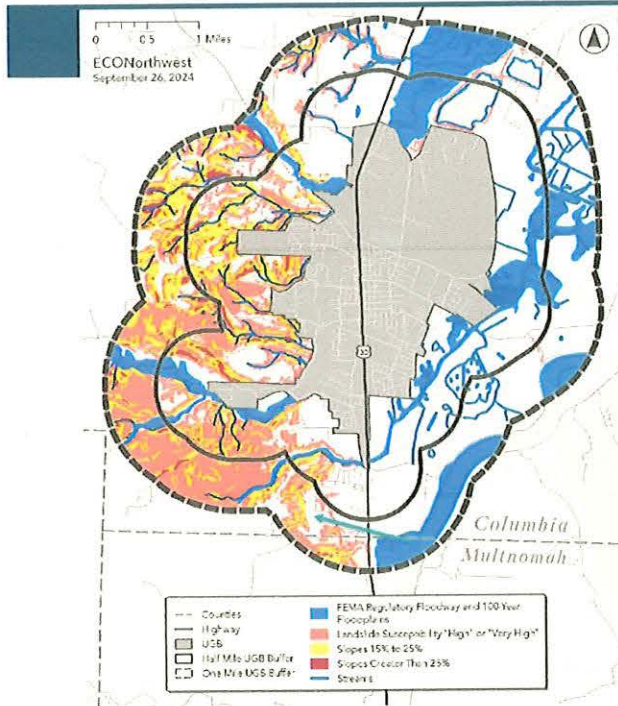 0 0.5 1 Miles
ECONorthwest
September 26, 2024
30
Columbia
Multnomah
Counties
Highway
UGB
Half Mile UGB Buffer
One Mile UGB Buffer
FEMA Regulatory Floodway and 100-Year
Floodplains
Landslide Susceptibility "High" or "Very High"
Slopes 15% to 25%
Slopes Greater Than 25%
Streams